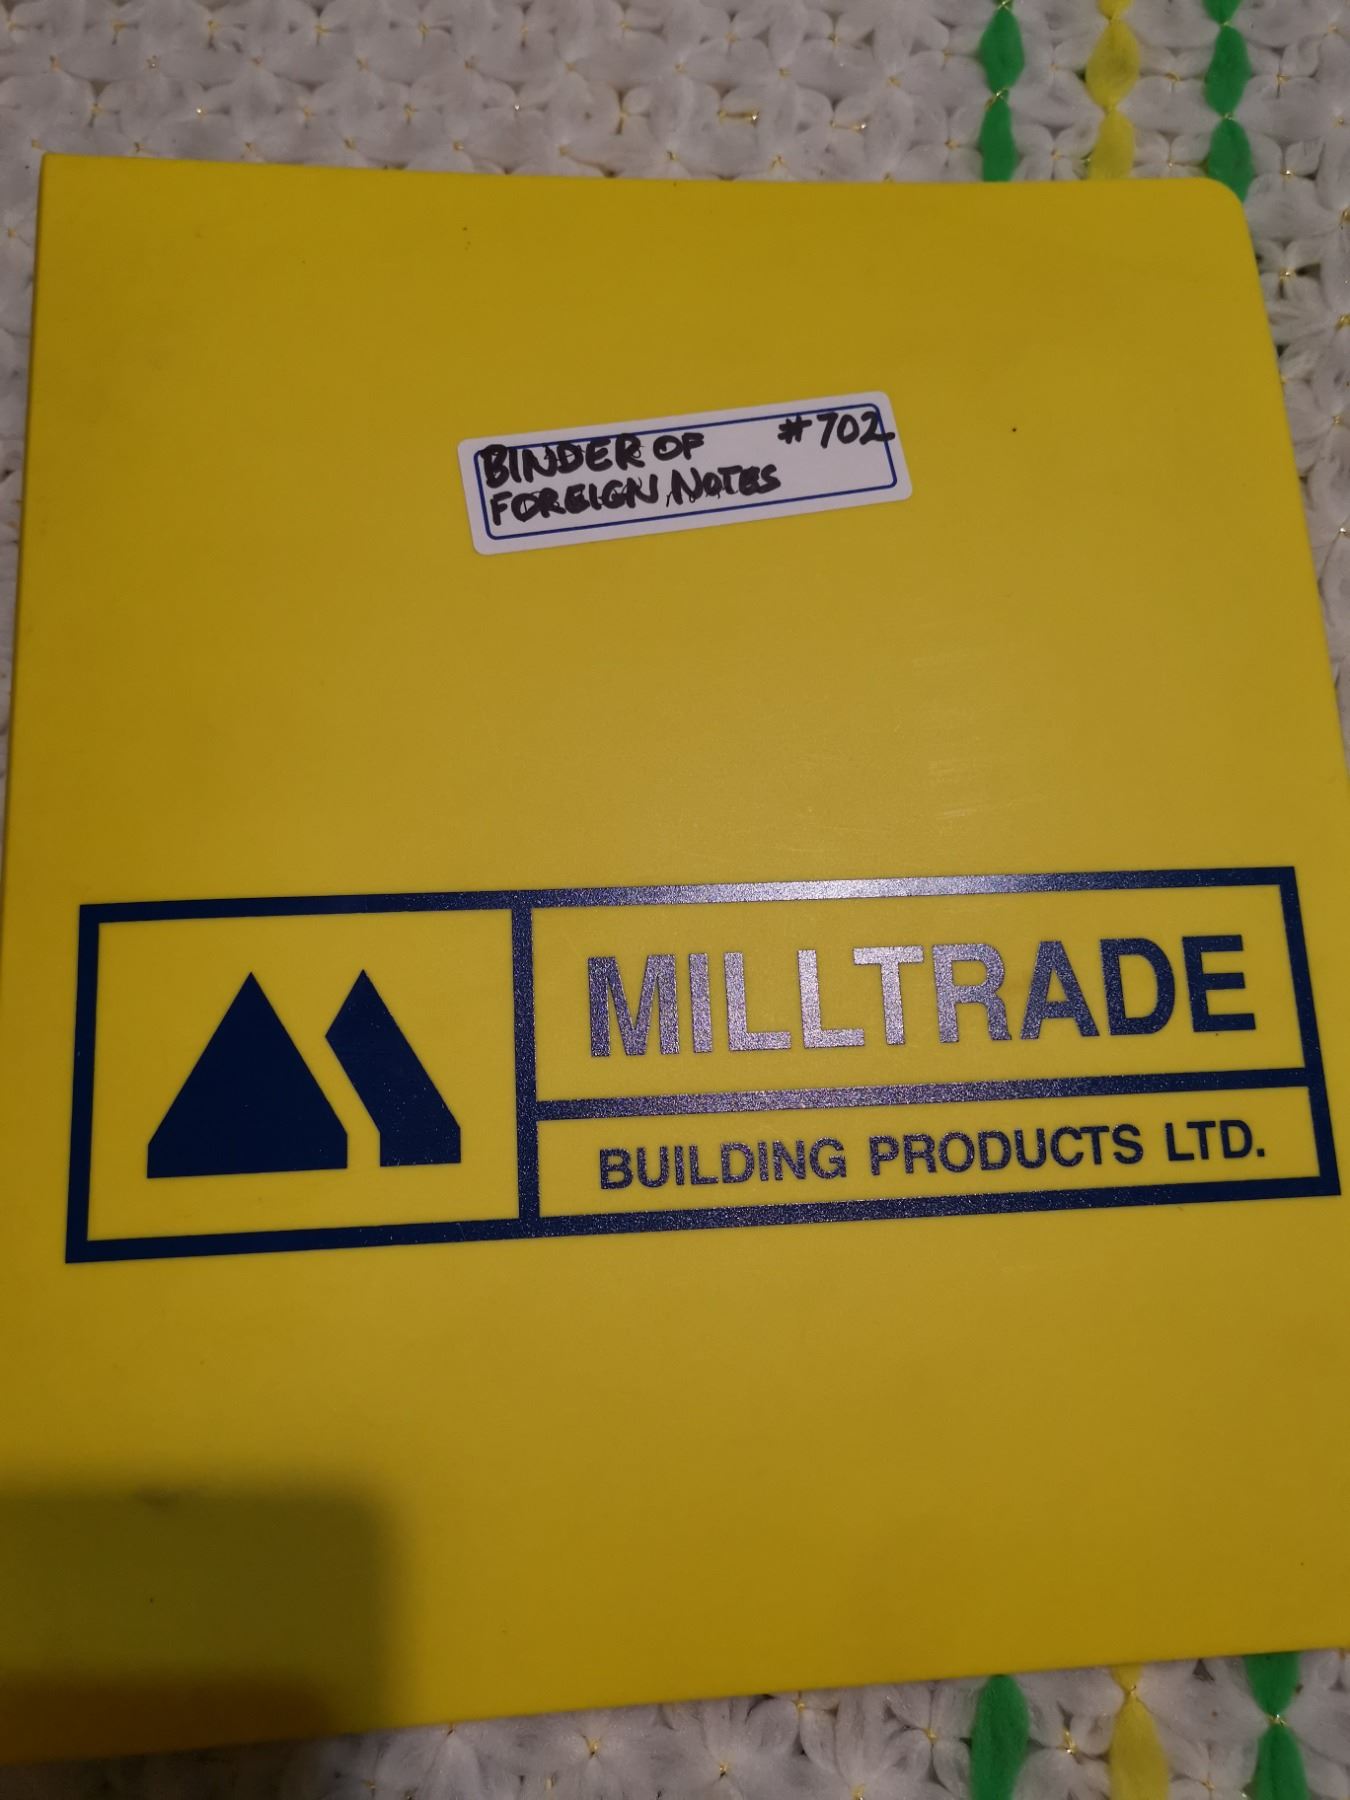 BINDER OF #702
FOREIGN NOTES
MILLTRADE
BUILDING PRODUCTS LTD.